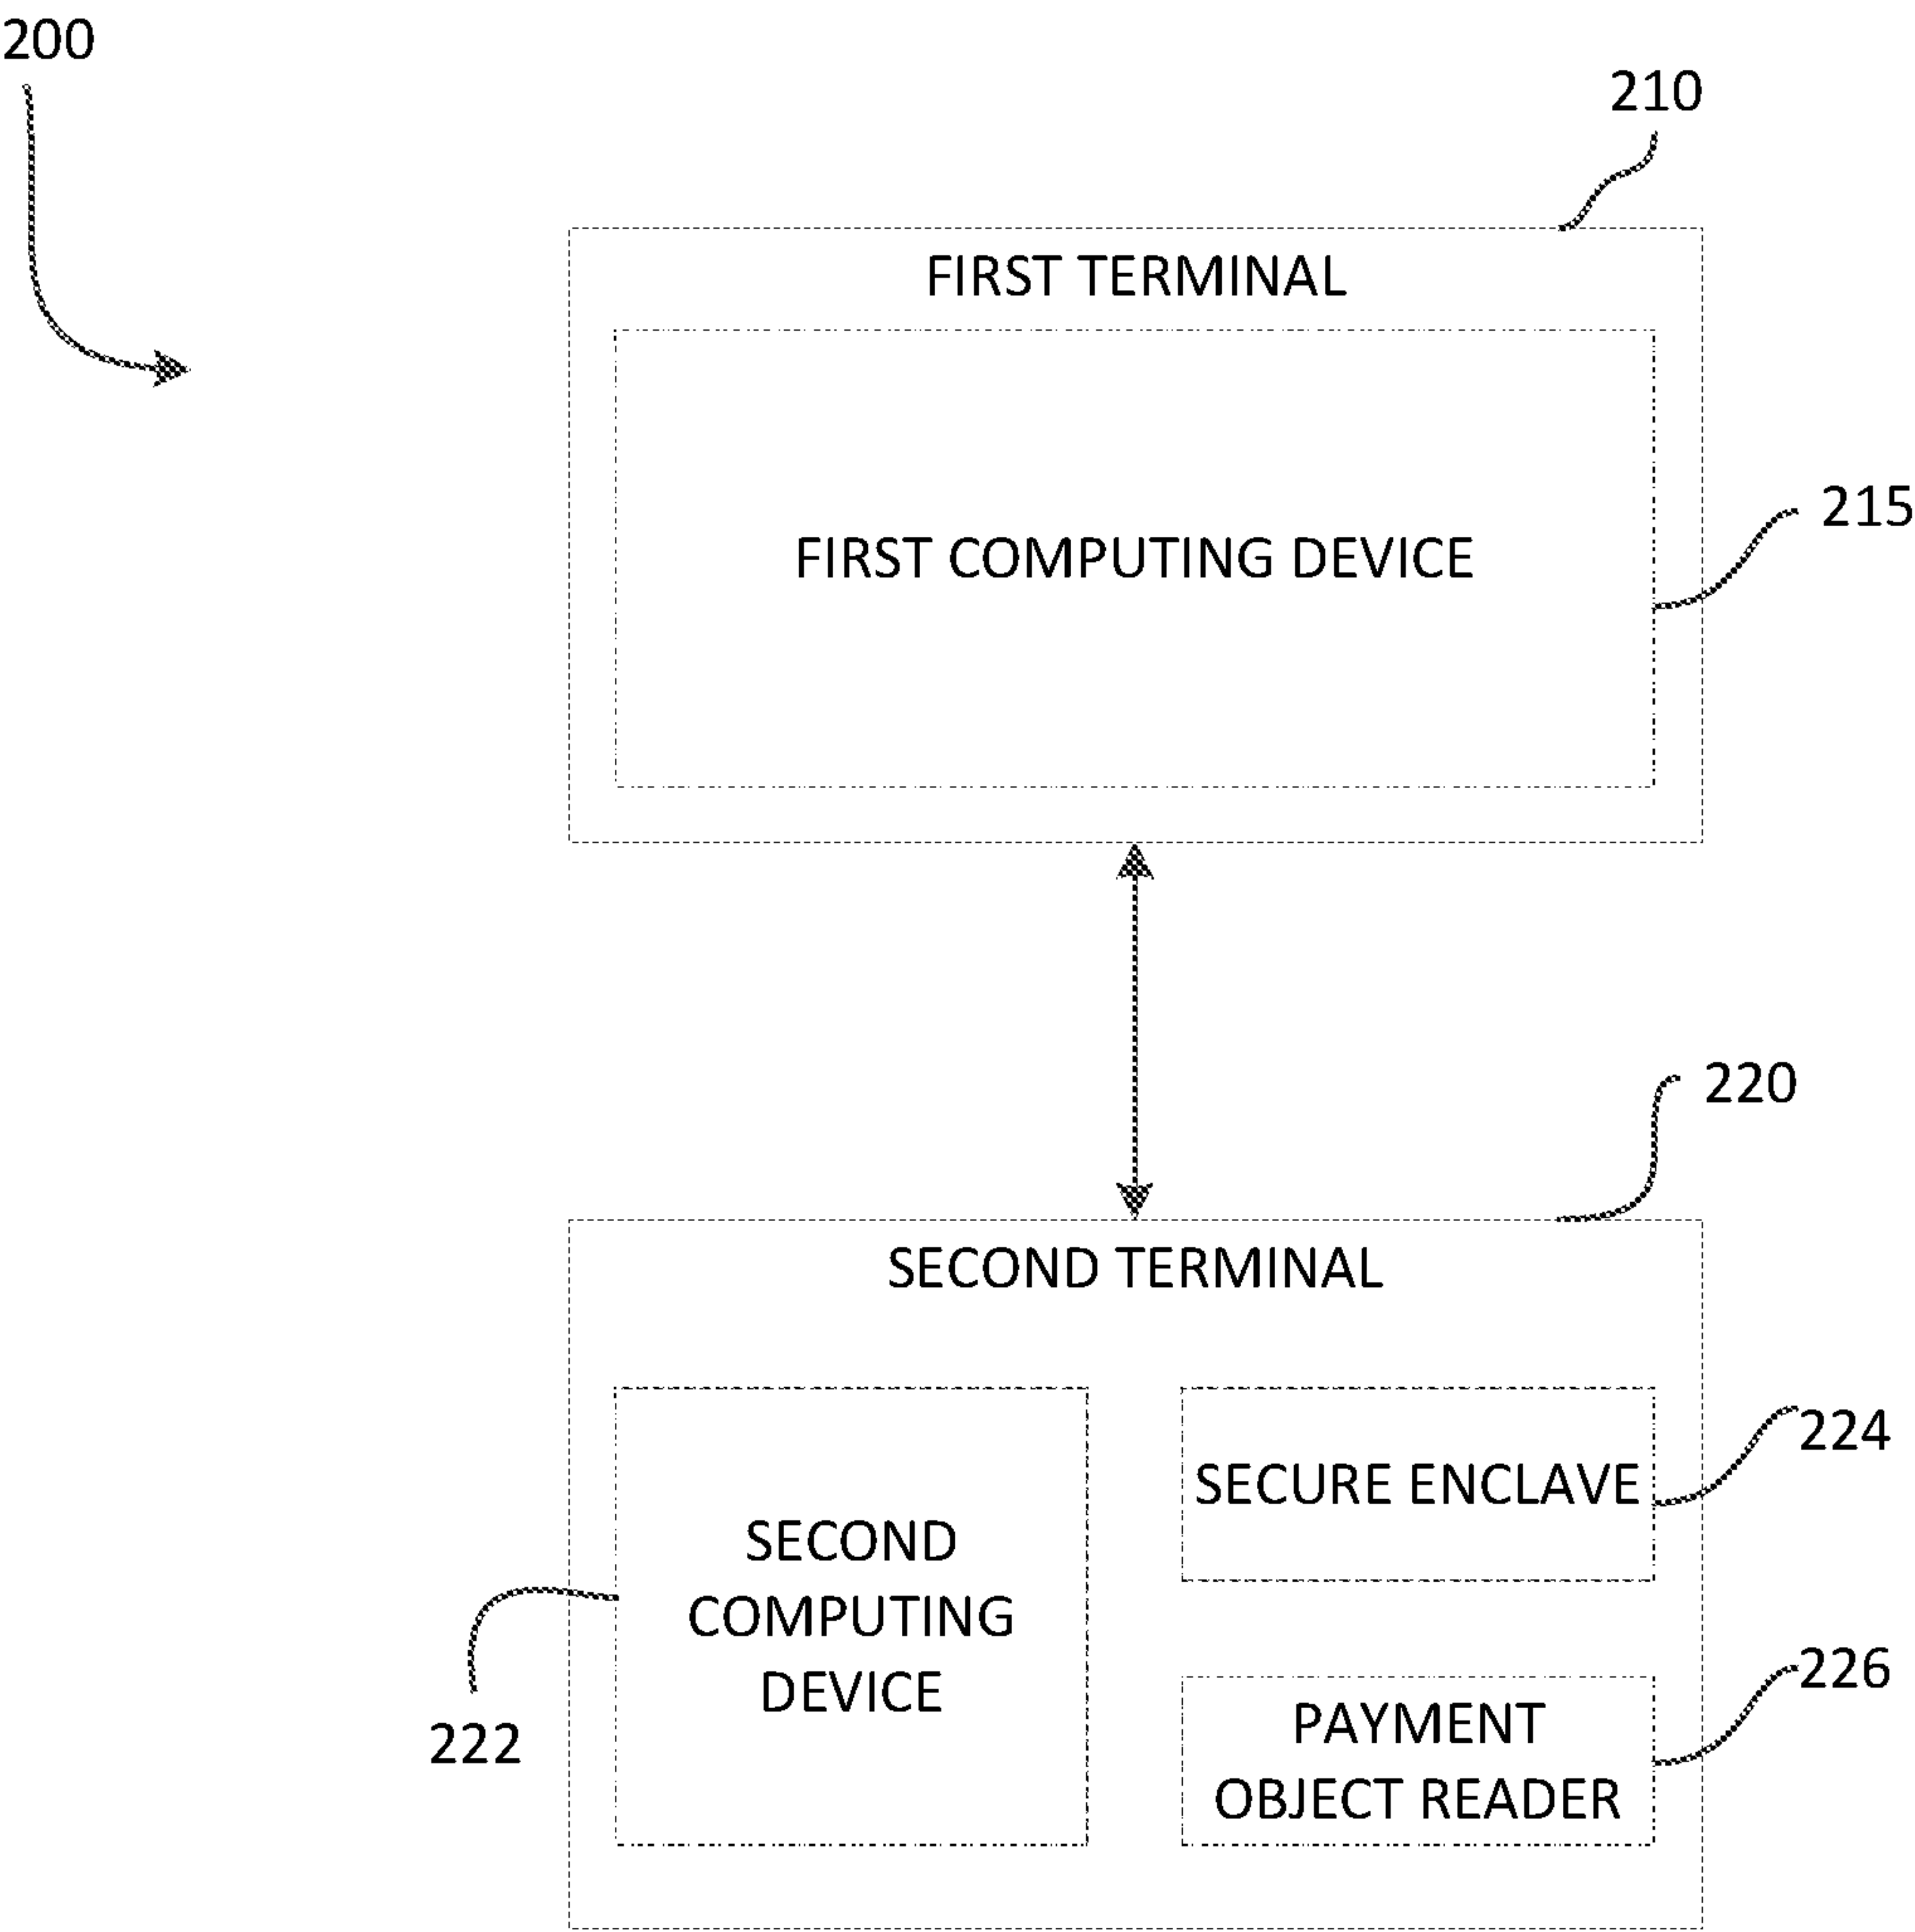 200
210
FIRST TERMINAL
215
FIRST COMPUTING DEVICE
220
SECOND TERMINAL
224
SECURE ENCLAVE
SECOND
COMPUTING
DEVICE
222
226
PAYMENT
OBJECT READER